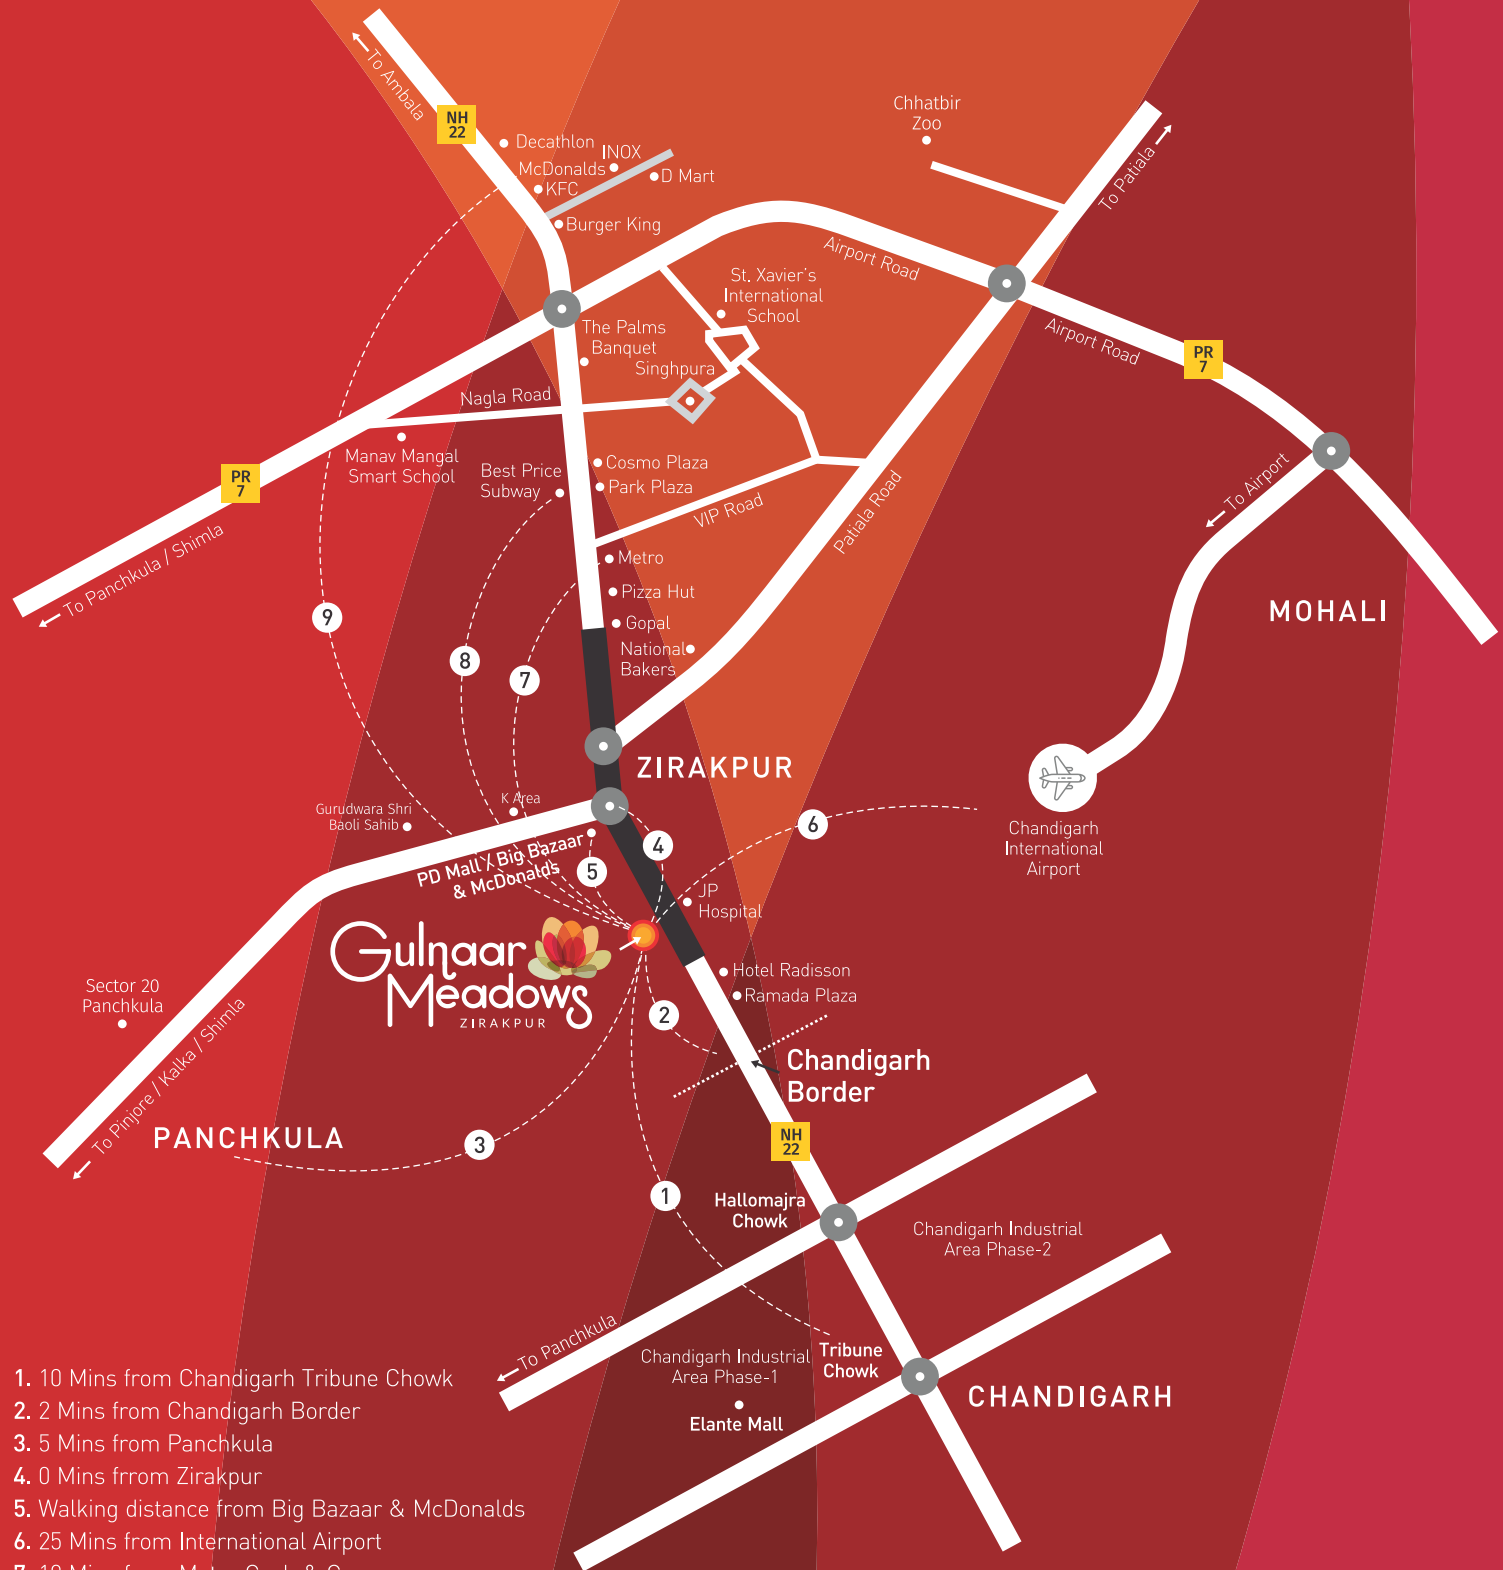 To Ambala
NH
22
Decathlon
INOX
McDonalds
KFC
D Mart
Burger King
Chhatbir
Zoo
To Patiala
Airport Road
St. Xavier's
International
School
The Palms
Banquet
Singhpura
Nagla Road
Airport Road
PR
7
Manav Mangal
Smart School
PR
7
Best Price
Subway
Cosmo Plaza
Park Plaza
VIP Road
Patiala Road
To Airport
To Panchkula / Shimla
Metro
Pizza Hut
Gopal
National
Bakers
MOHALI
9
8
7
ZIRAKPUR
Gurudwara Shri
Baoli Sahib
K Area
6
4
5
PD Mall / Big Bazaar
& McDonalds
Chandigarh
International
Airport
JP
Hospital
Gulnaar
Meadows
ZIRAKPUR
Hotel Radisson
Ramada Plaza
Sector 20
Panchkula
2
Chandigarh
Border
To Pinjore / Kalka / Shimla
PANCHKULA
3
NH
22
1
Hallomajra
Chowk
Chandigarh Industrial
Area Phase-2
To Panchkula
Chandigarh Industrial
Area Phase-1
Elante Mall
Tribune
Chowk
CHANDIGARH
1. 10 Mins from Chandigarh Tribune Chowk
2. 2 Mins from Chandigarh Border
3. 5 Mins from Panchkula
4. 0 Mins frrom Zirakpur
5. Walking distance from Big Bazaar & McDonalds
6. 25 Mins from International Airport